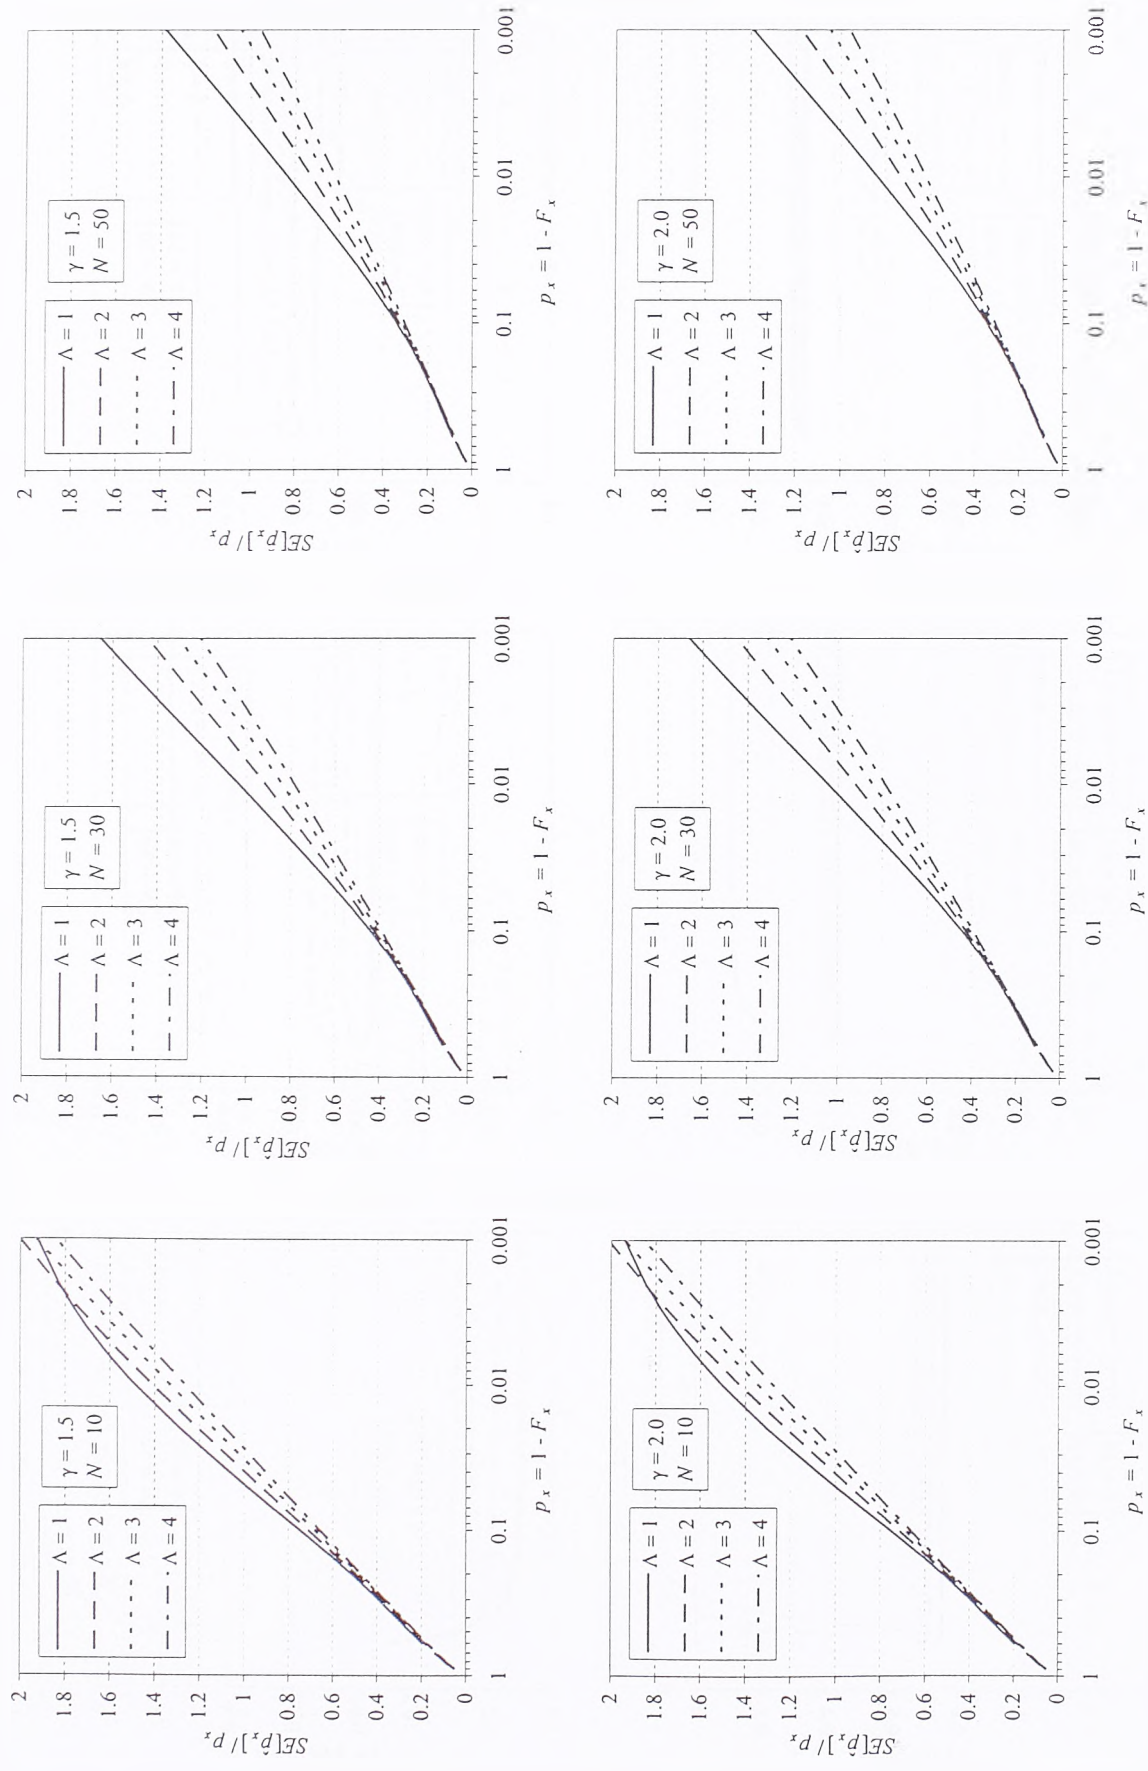 SE[p̂ₓ]/pₓ
2
1.8
1.6
1.4
1.2
1
0.8
0.6
0.4
0.2
0
Λ = 1
Λ = 2
Λ = 3
Λ = 4
γ = 1.5
N = 10
1 0.1 0.01 0.001
pₓ = 1 - Fₓ
SE[p̂ₓ]/pₓ
2
1.8
1.6
1.4
1.2
1
0.8
0.6
0.4
0.2
0
Λ = 1
Λ = 2
Λ = 3
Λ = 4
γ = 1.5
N = 30
1 0.1 0.01 0.001
pₓ = 1 - Fₓ
SE[p̂ₓ]/pₓ
2
1.8
1.6
1.4
1.2
1
0.8
0.6
0.4
0.2
0
Λ = 1
Λ = 2
Λ = 3
Λ = 4
γ = 1.5
N = 50
1 0.1 0.01 0.001
pₓ = 1 - Fₓ
SE[p̂ₓ]/pₓ
2
1.8
1.6
1.4
1.2
1
0.8
0.6
0.4
0.2
0
Λ = 1
Λ = 2
Λ = 3
Λ = 4
γ = 2.0
N = 10
1 0.1 0.01 0.001
pₓ = 1 - Fₓ
SE[p̂ₓ]/pₓ
2
1.8
1.6
1.4
1.2
1
0.8
0.6
0.4
0.2
0
Λ = 1
Λ = 2
Λ = 3
Λ = 4
γ = 2.0
N = 30
1 0.1 0.01 0.001
pₓ = 1 - Fₓ
SE[p̂ₓ]/pₓ
2
1.8
1.6
1.4
1.2
1
0.8
0.6
0.4
0.2
0
Λ = 1
Λ = 2
Λ = 3
Λ = 4
γ = 2.0
N = 50
1 0.1 0.01 0.001
pₓ = 1 - Fₓ